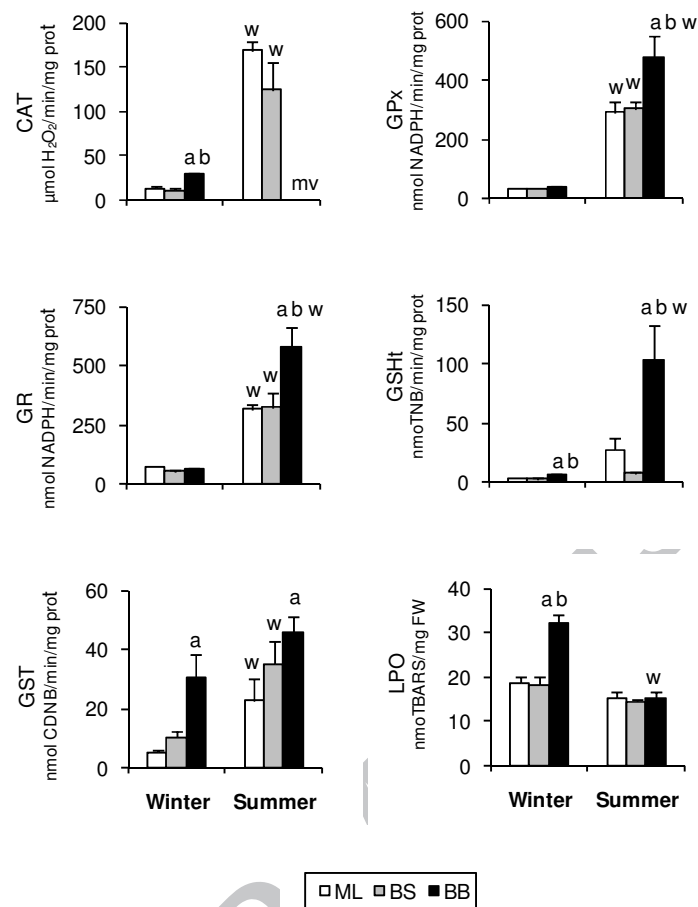 CAT
µmol H₂O₂/min/mg prot
200
150
100
50
0
a b
w
w
mv
GPx
nmol NADPH/min/mg prot
600
400
200
0
w w
a b w
GR
nmol NADPH/min/mg prot
750
500
250
0
w w
a b w
GSHt
nmoTNB/min/mg prot
150
100
50
0
a b
a b w
GST
nmol CDNB/min/mg prot
60
40
20
0
a
w
w
a
Winter Summer
LPO
nmoTBARS/mg FW
40
30
20
10
0
a b
w
Winter Summer
ML BS BB